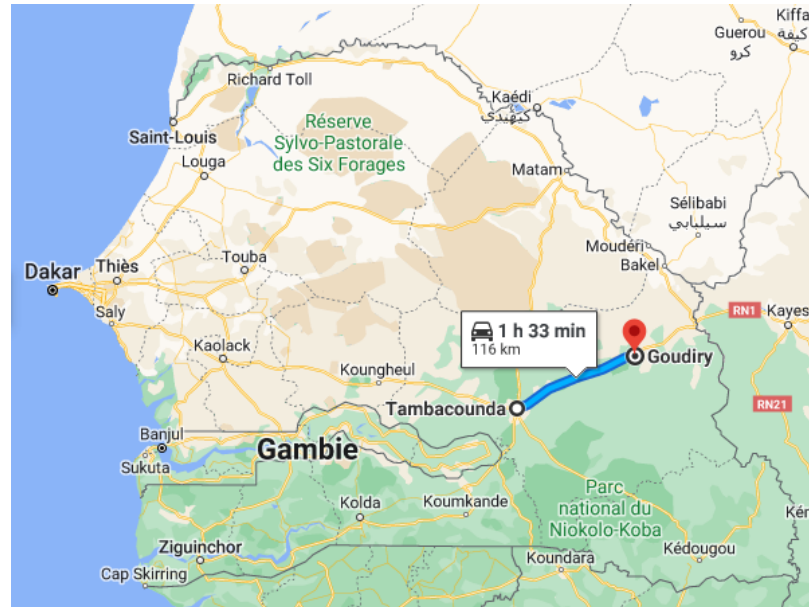 Kiffa
كيفة
Guerou
كرو
Richard Toll
Kaédi
كيهيدي
Saint-Louis
Réserve
Sylvo-Pastorale
des Six Forages
Louga
Matam
Sélibabi
سيلبابي
Moudéri
Bakel
Touba
Dakar
Thiès
Saly
RN1
Kayes
1 h 33 min
116 km
Goudiry
Kaolack
Koungheul
Tambacounda
RN21
Banjul
Gambie
Sukuta
Kolda
Koumkande
Parc
national du
Niokolo-Koba
Ziguinchor
Koundara
Kédougou
Cap Skirring